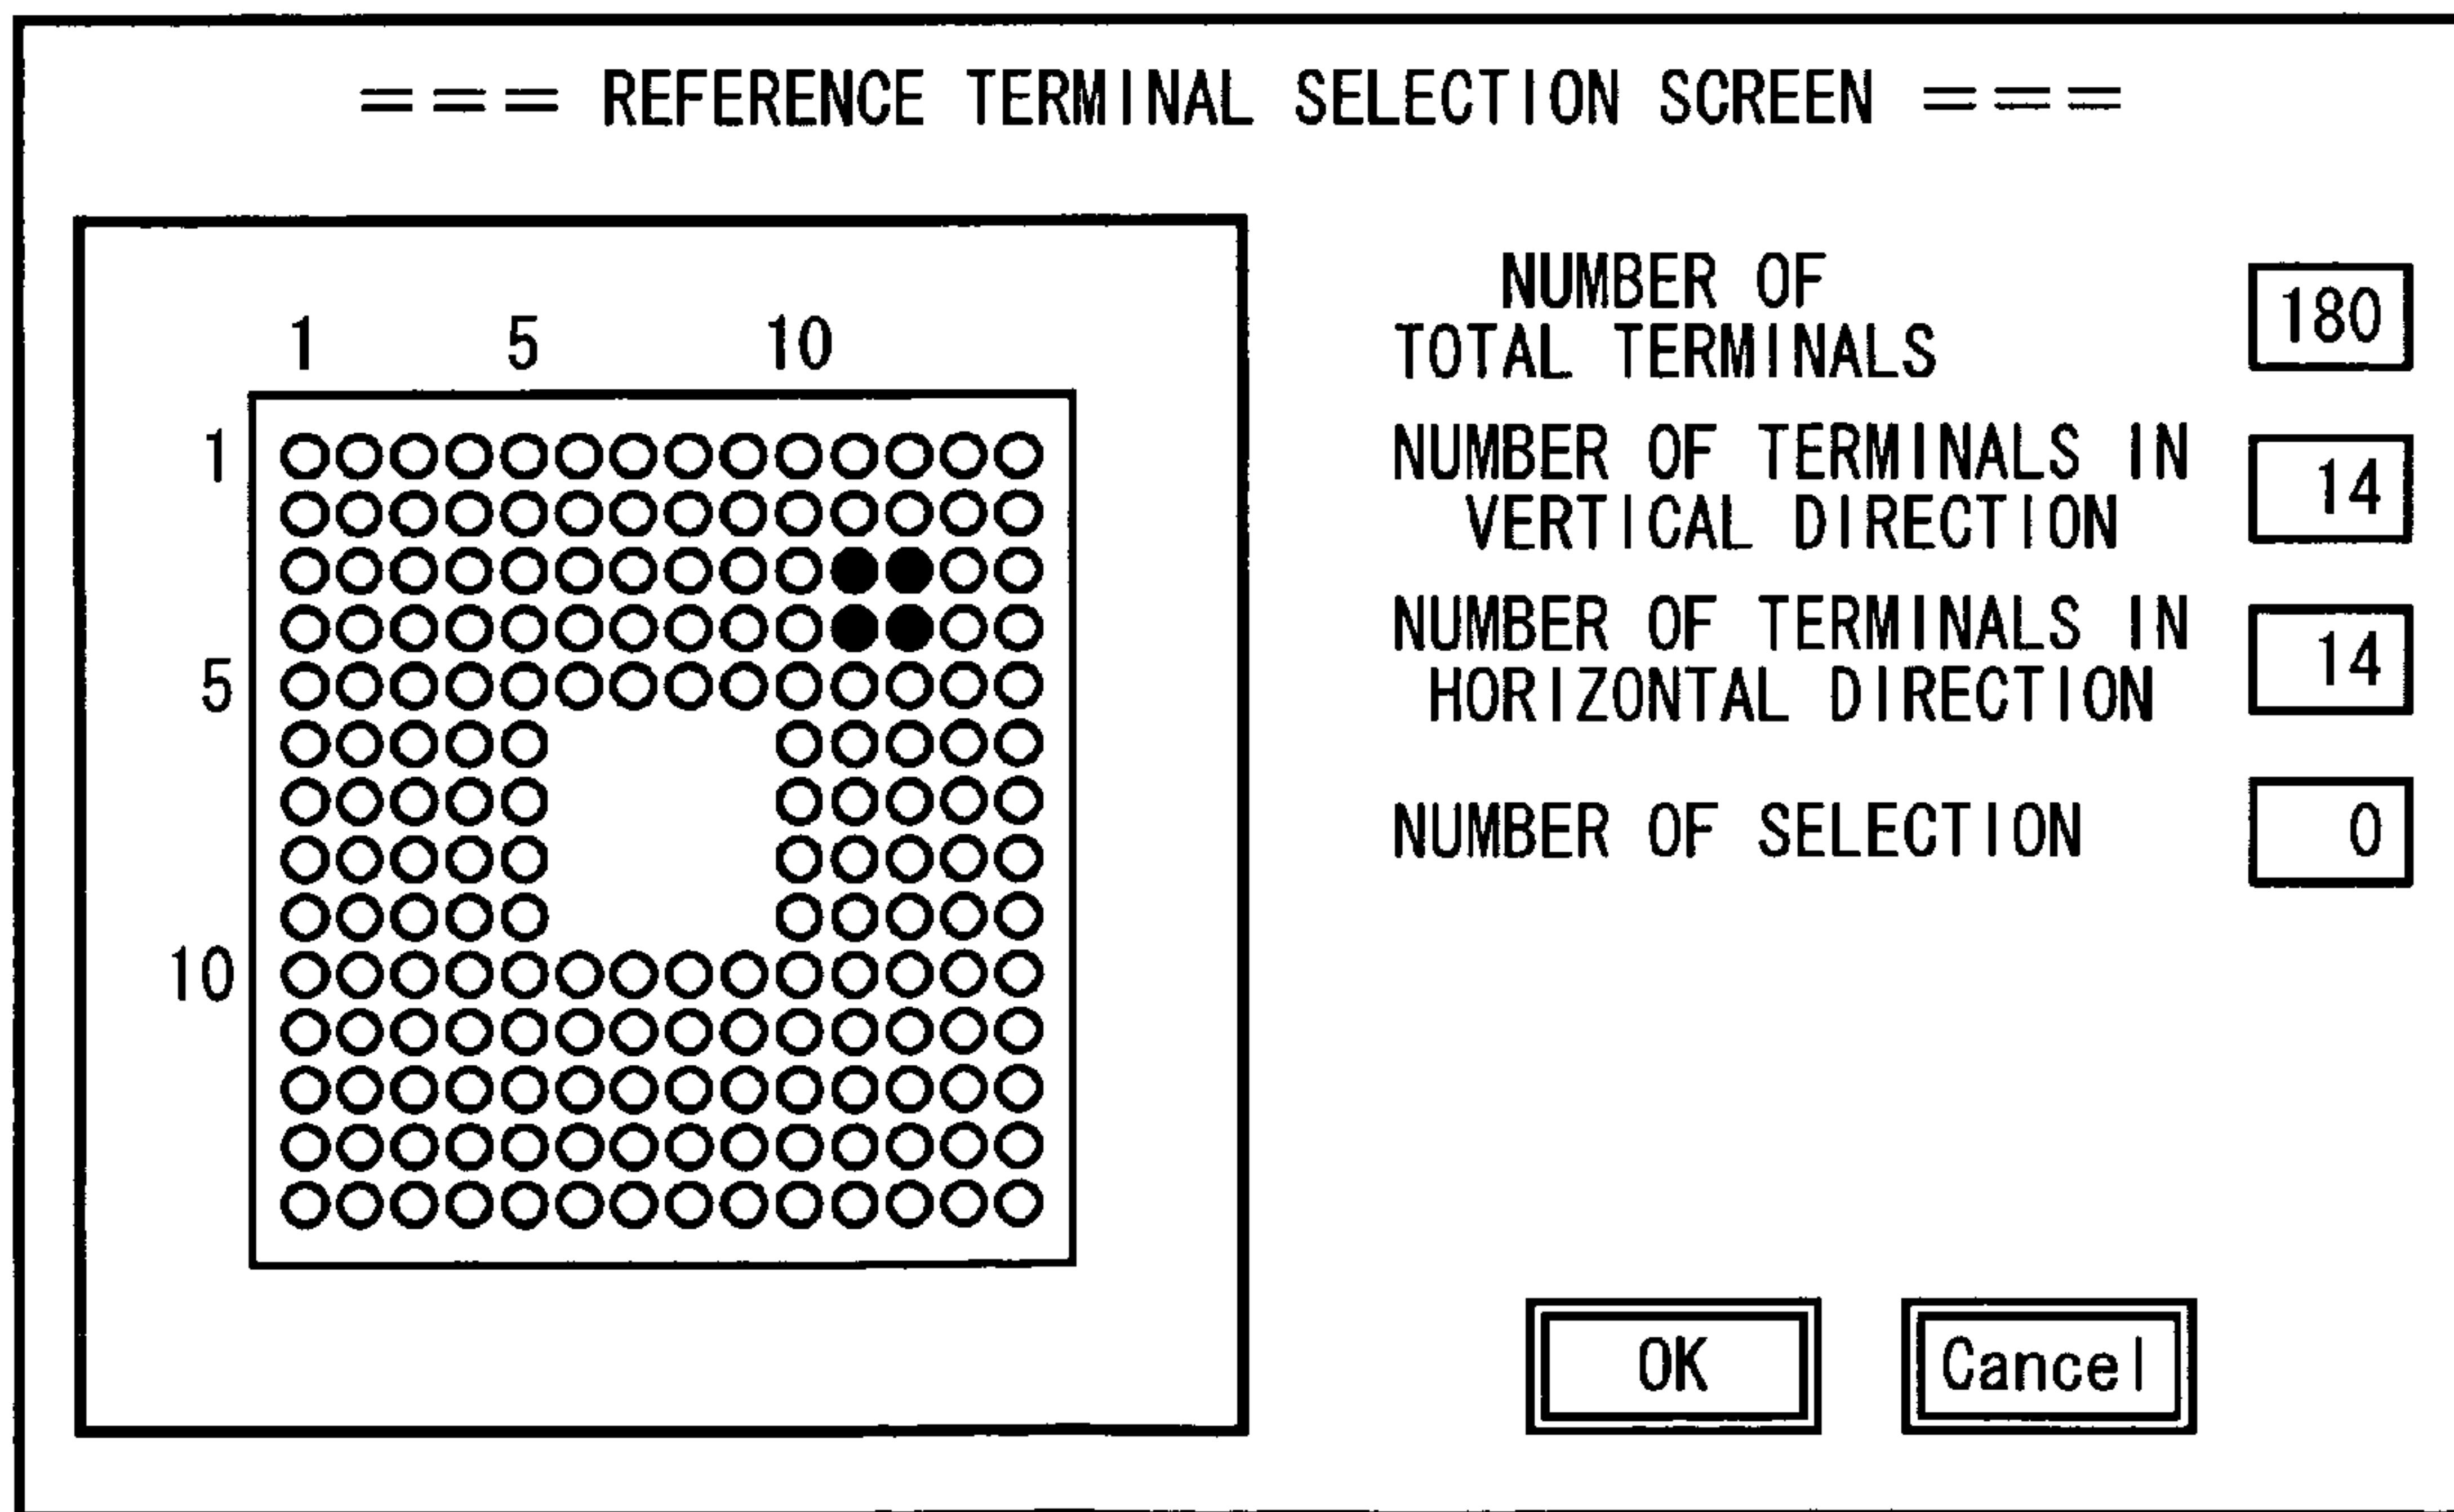 === REFERENCE TERMINAL SELECTION SCREEN ===
1 5 10
1
5
10
NUMBER OF
TOTAL TERMINALS
180
NUMBER OF TERMINALS IN
VERTICAL DIRECTION
14
NUMBER OF TERMINALS IN
HORIZONTAL DIRECTION
14
NUMBER OF SELECTION
0
OK
Cancel